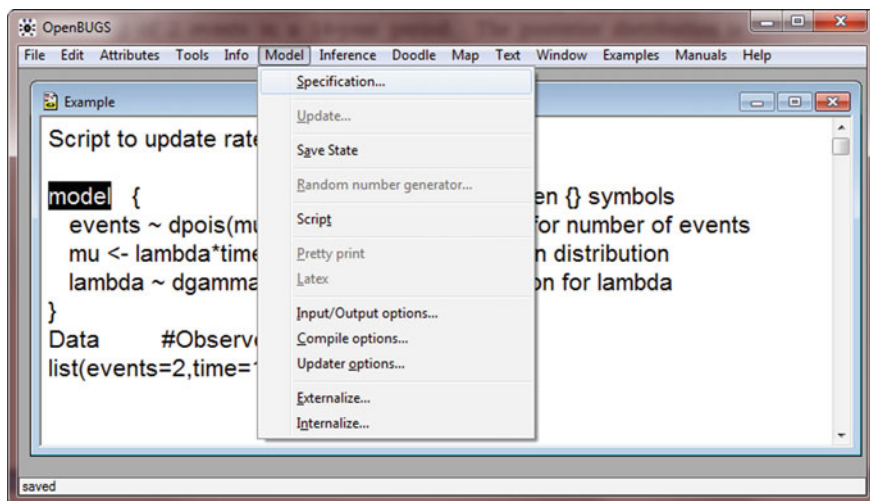 OpenBUGS
File Edit Attributes Tools Info Model Inference Doodle Map Text Window Examples Manuals Help
Example
Script to update rate
model {
events ~ dpois(mu
mu <- lambda*time
lambda ~ dgamma
}
Data #Observe
list(events=2,time=1
Specification...
Update...
Save State
Random number generator...
Script
Pretty print
Latex
Input/Output options...
Compile options...
Updater options...
Externalize...
Internalize...
en {} symbols
for number of events
n distribution
on for lambda
saved